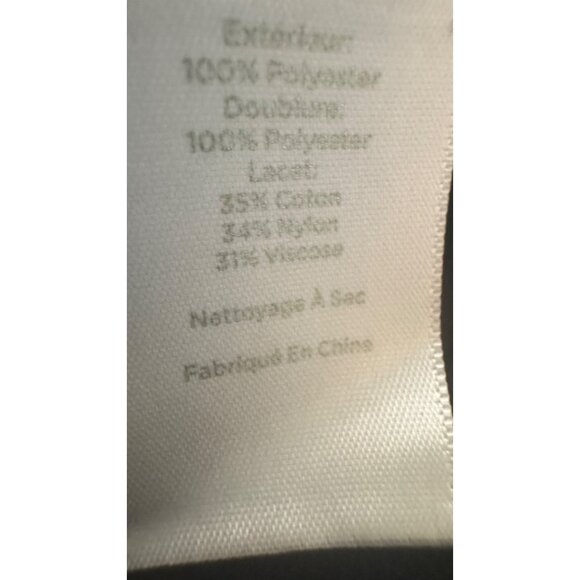 Extérieur:
100% Polyester
Doublure:
100% Polyester
Lacet:
35% Coton
34% Nylon
31% Viscose
Nettoyage À Sec
Fabriqué En Chine